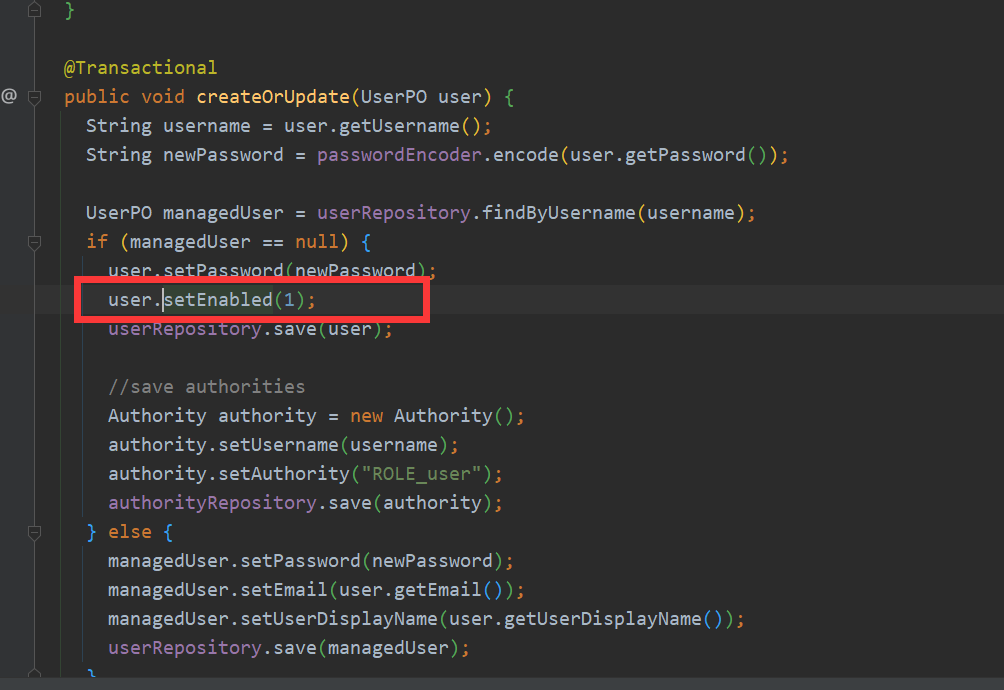 }
@Transactional
@
public void createOrUpdate(UserPO user) {
String username = user.getUsername();
String newPassword = passwordEncoder.encode(user.getPassword());
UserPO managedUser = userRepository.findByUsername(username);
if (managedUser == null) {
user.setPassword(newPassword);
user.setEnabled(1);
userRepository.save(user);
//save authorities
Authority authority = new Authority();
authority.setUsername(username);
authority.setAuthority("ROLE_user");
authorityRepository.save(authority);
} else {
managedUser.setPassword(newPassword);
managedUser.setEmail(user.getEmail());
managedUser.setUserDisplayName(user.getUserDisplayName());
userRepository.save(managedUser);
}